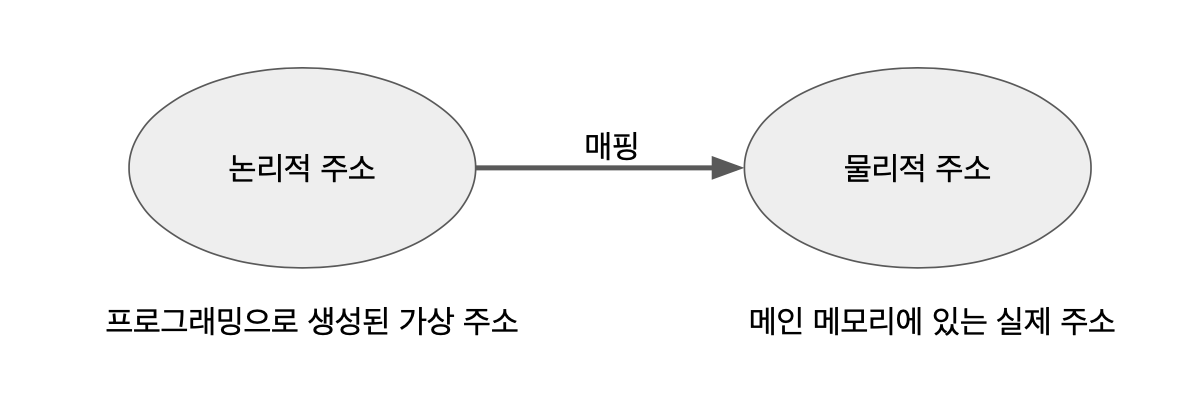 매핑
논리적 주소
물리적 주소
프로그래밍으로 생성된 가상 주소
메인 메모리에 있는 실제 주소